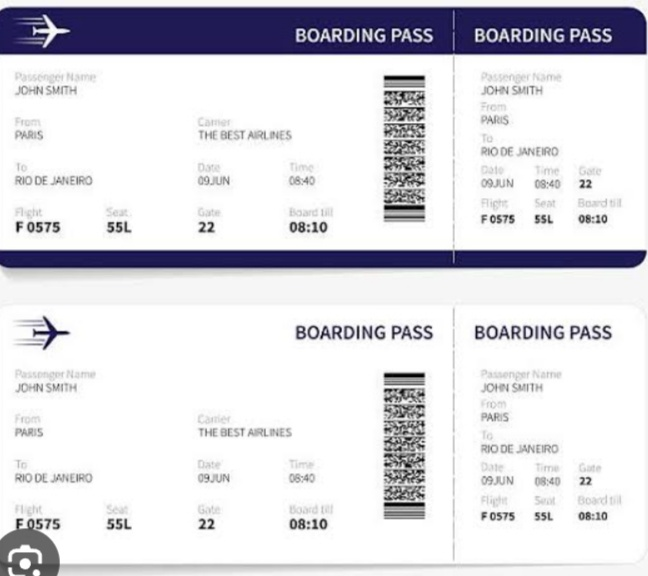 BOARDING PASS
Passenger Name
JOHN SMITH
From
PARIS
Carrier
THE BEST AIRLINES
To
RIO DE JANEIRO
Date
09JUN
Time
08:40
Flight
F 0575
Seat
55L
Gate
22
Board till
08:10
BOARDING PASS
Passenger Name
JOHN SMITH
From
PARIS
To
RIO DE JANEIRO
Date Time Gate
09JUN 08:40 22
Flight Seat Board till
F 0575 55L 08:10
BOARDING PASS
Passenger Name
JOHN SMITH
From
PARIS
Carrier
THE BEST AIRLINES
To
RIO DE JANEIRO
Date
09JUN
Time
08:40
Flight
F 0575
Seat
55L
Gate
22
Board till
08:10
BOARDING PASS
Passenger Name
JOHN SMITH
From
PARIS
To
RIO DE JANEIRO
Date Time Gate
09JUN 08:40 22
Flight Seat Board till
F 0575 55L 08:10